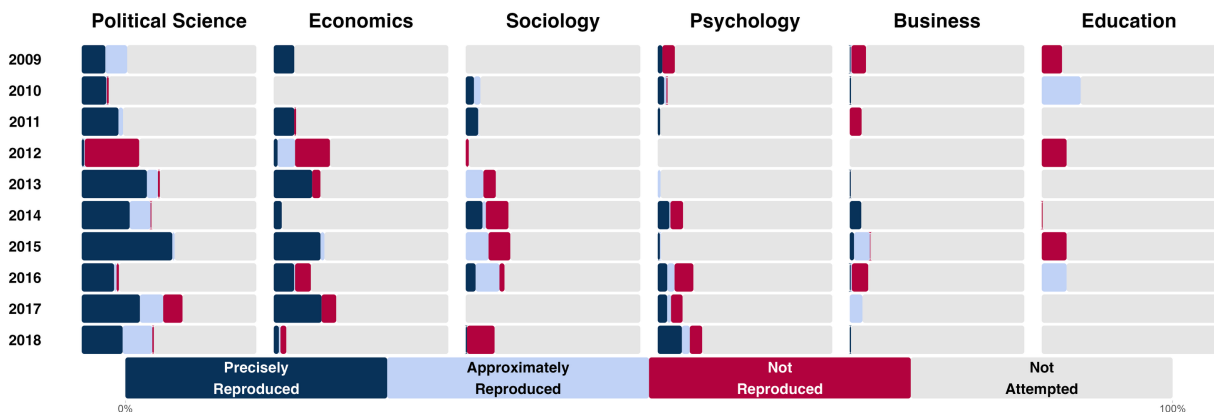 Political Science Economics Sociology Psychology Business Education
2009
2010
2011
2012
2013
2014
2015
2016
2017
2018
Precisely Reproduced
Approximately Reproduced
Not Reproduced
Not Attempted
0% 100%